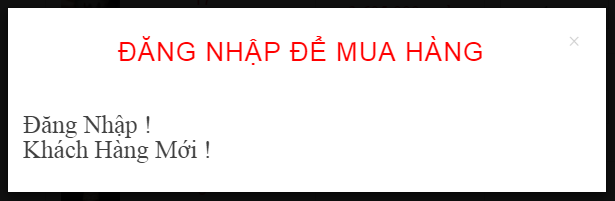 ĐĂNG NHẬP ĐỂ MUA HÀNG
×
Đăng Nhập !
Khách Hàng Mới !